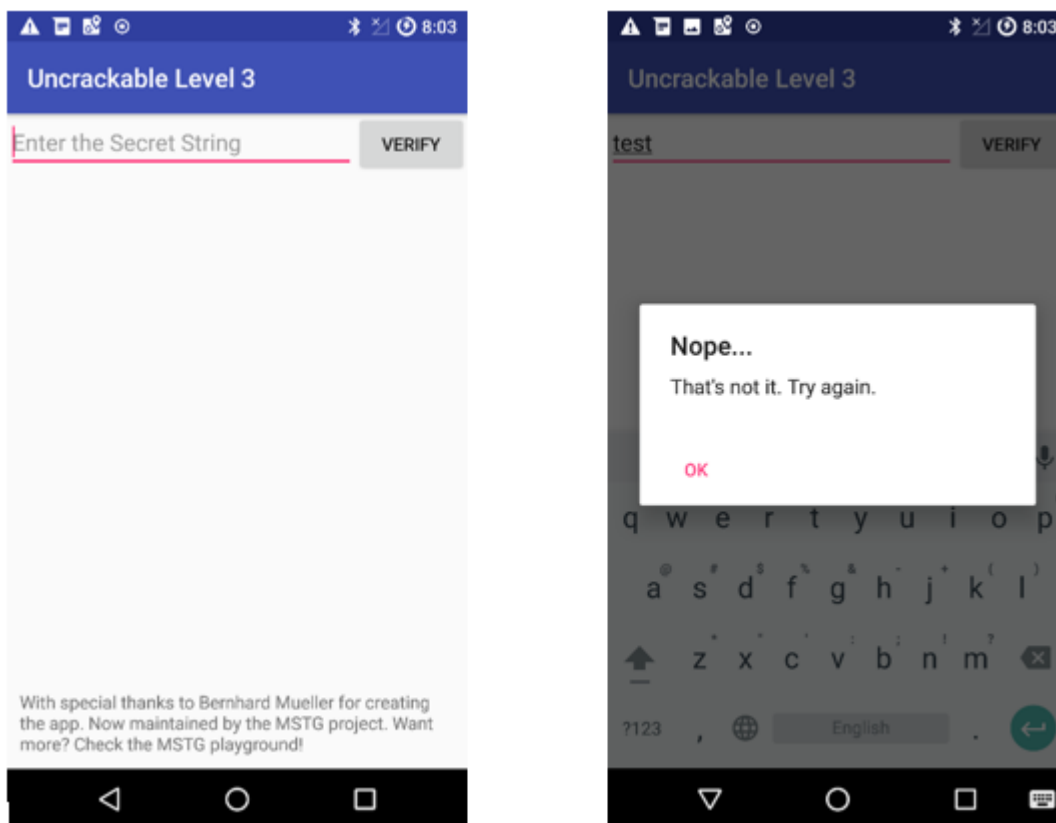 8:03
Uncrackable Level 3
Enter the Secret String
VERIFY
With special thanks to Bernhard Mueller for creating
the app. Now maintained by the MSTG project. Want
more? Check the MSTG playground!
8:03
Uncrackable Level 3
test
VERIFY
Nope...
That's not it. Try again.
OK
q w e r t y u i o p
@ # $ % & - + ( )
a s d f g h j k l
* " ' : ; ! ?
z x c v b n m
?123 , English .